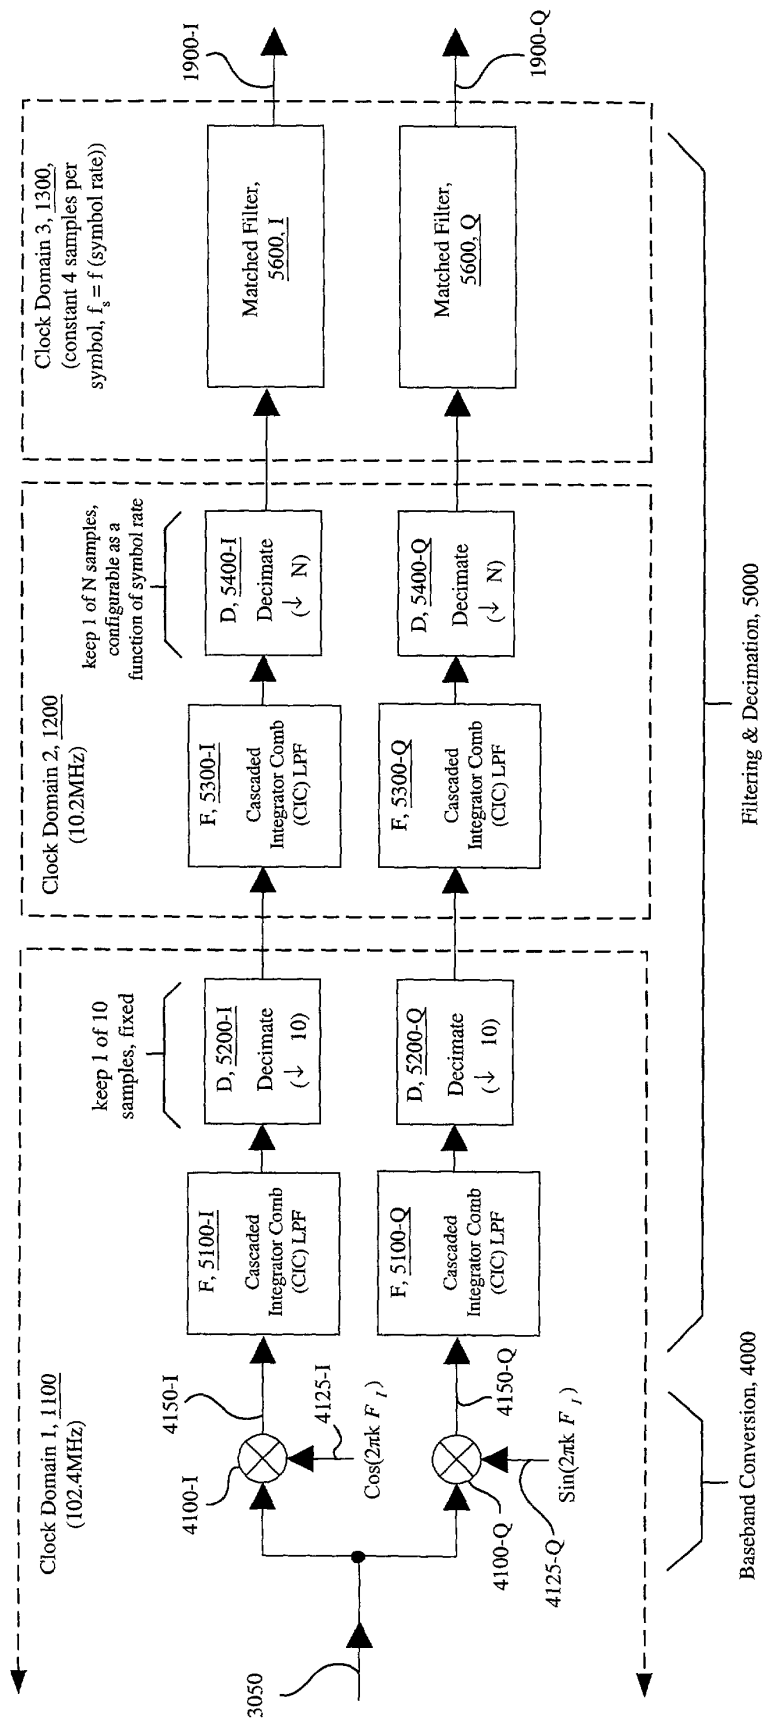 Clock Domain 1, 1100
(102.4MHz)
Clock Domain 2, 1200
(10.2MHz)
Clock Domain 3, 1300,
(constant 4 samples per
symbol, fs = f (symbol rate))
keep 1 of 10
samples, fixed
keep 1 of N samples,
configurable as a
function of symbol rate
3050
4100-I
4150-I
4125-I
Cos(2πk F I)
F, 5100-I
Cascaded
Integrator Comb
(CIC) LPF
D, 5200-I
Decimate
(↓ 10)
F, 5300-I
Cascaded
Integrator Comb
(CIC) LPF
D, 5400-I
Decimate
(↓ N)
Matched Filter,
5600, I
1900-I
4100-Q
4150-Q
4125-Q
Sin(2πk F I)
F, 5100-Q
Cascaded
Integrator Comb
(CIC) LPF
D, 5200-Q
Decimate
(↓ 10)
F, 5300-Q
Cascaded
Integrator Comb
(CIC) LPF
D, 5400-Q
Decimate
(↓ N)
Matched Filter,
5600, Q
1900-Q
Baseband Conversion, 4000
Filtering & Decimation, 5000